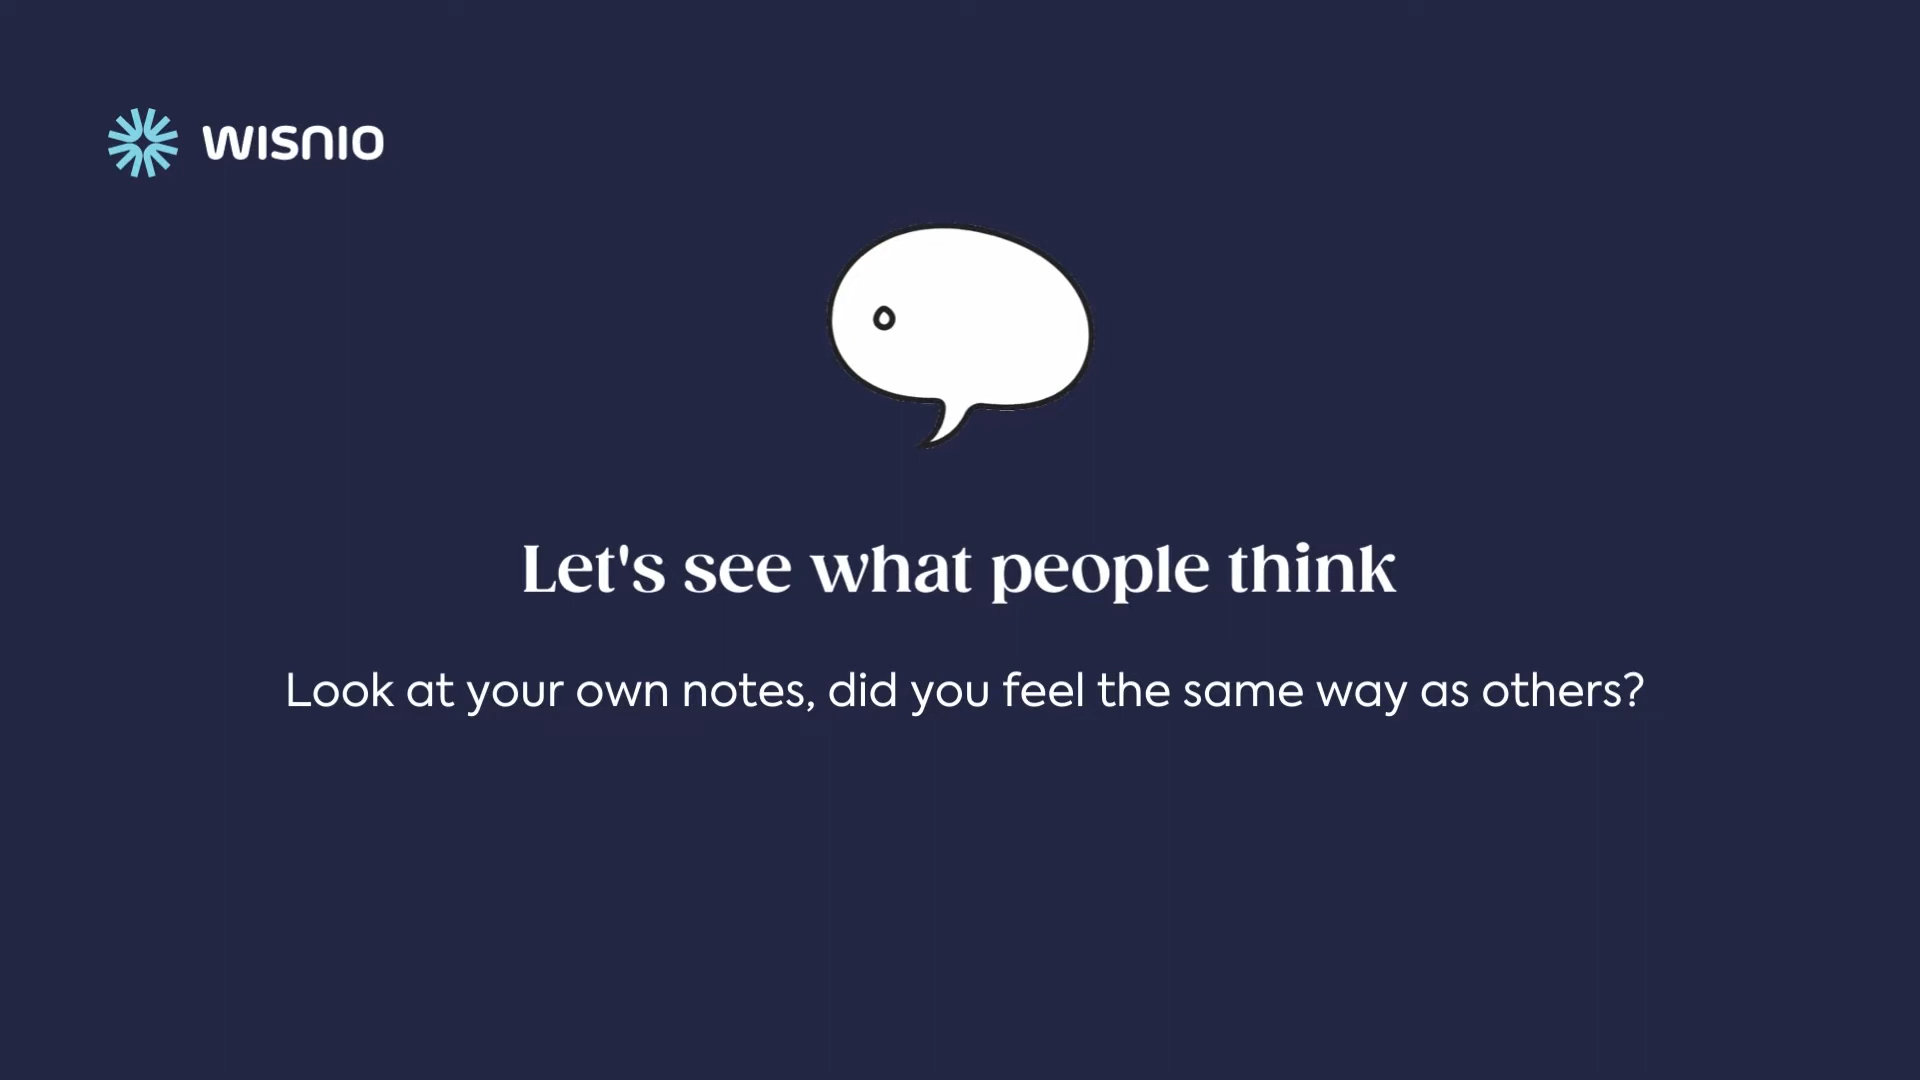 WISNIO
Let's see what people think
Look at your own notes, did you feel the same way as others?